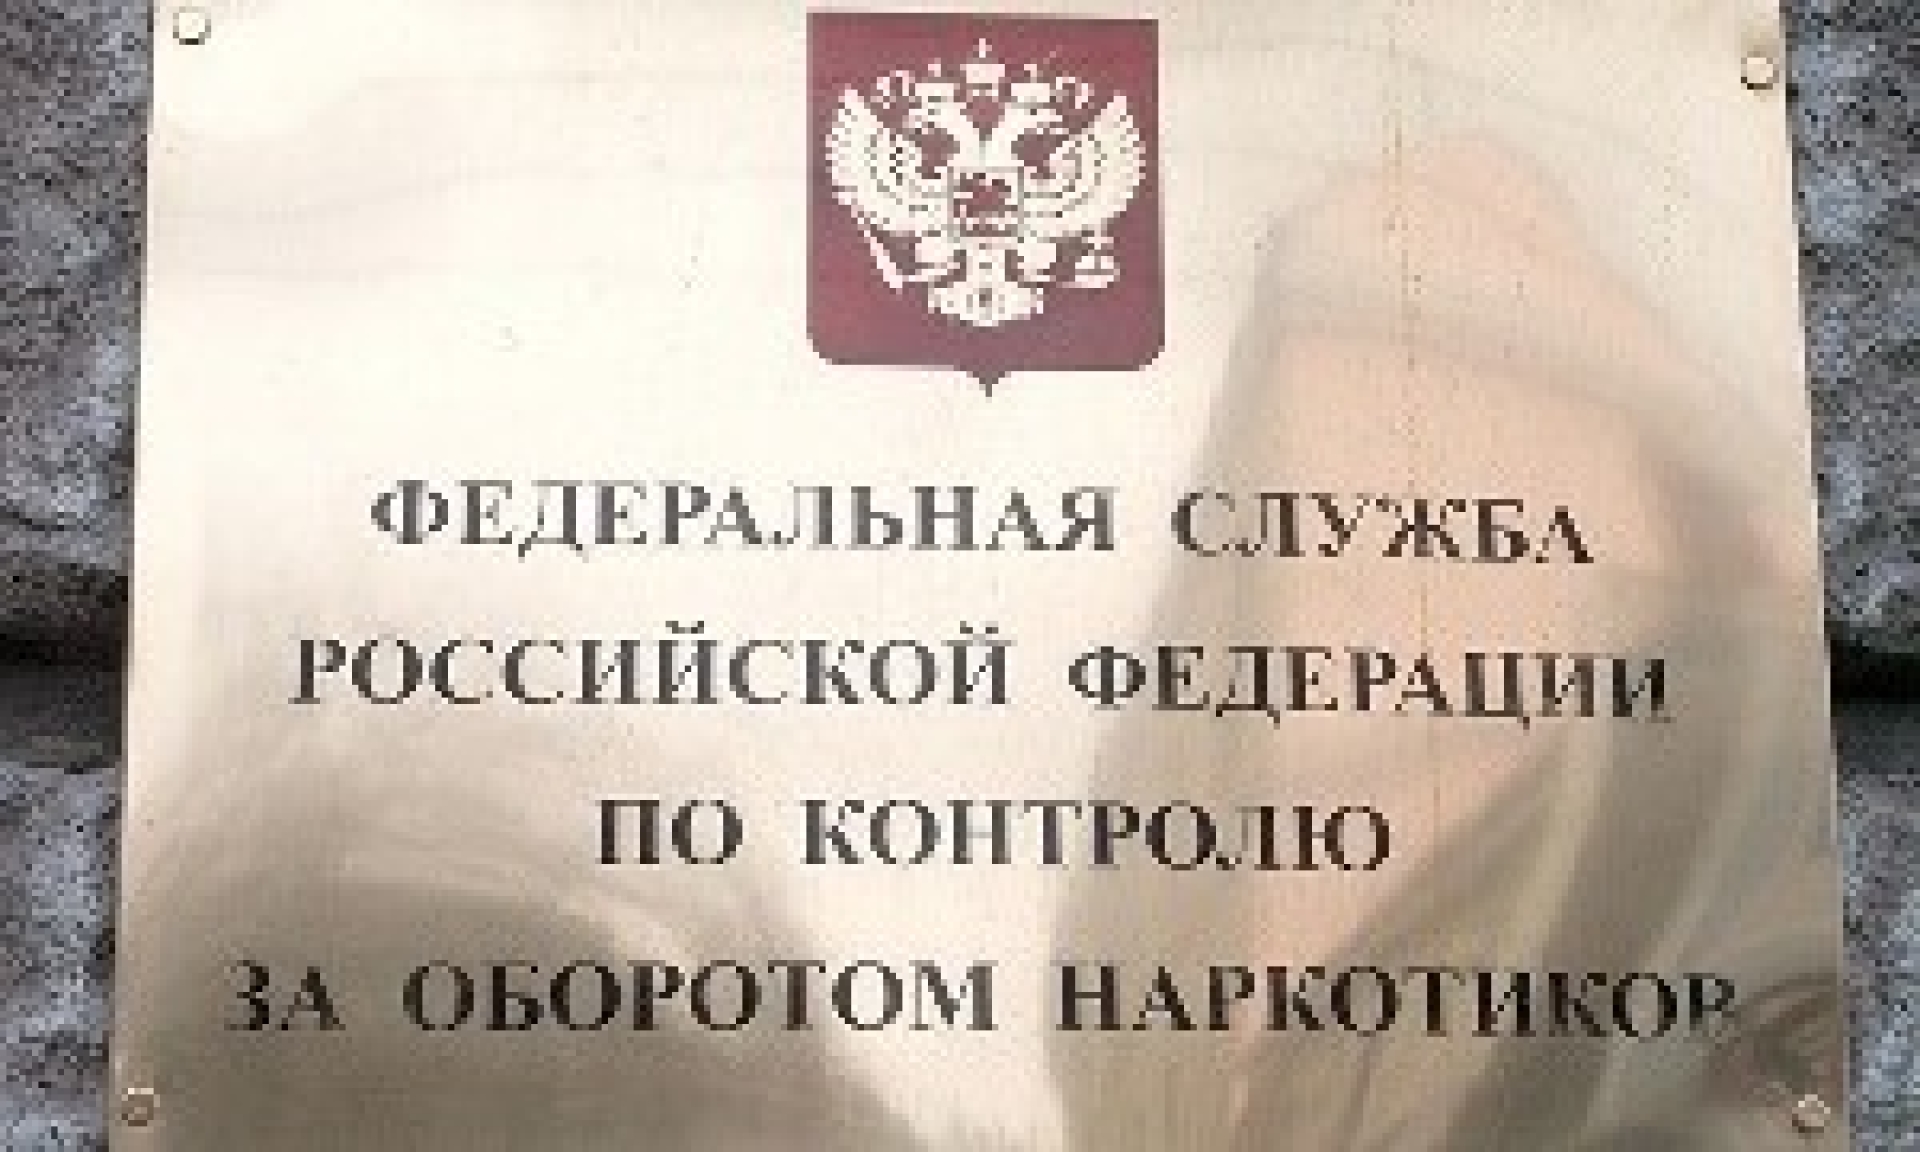 ФЕДЕРАЛЬНАЯ СЛУЖБА
РОССИЙСКОЙ ФЕДЕРАЦИИ
ПО КОНТРОЛЮ
ЗА ОБОРОТОМ НАРКОТИКОВ